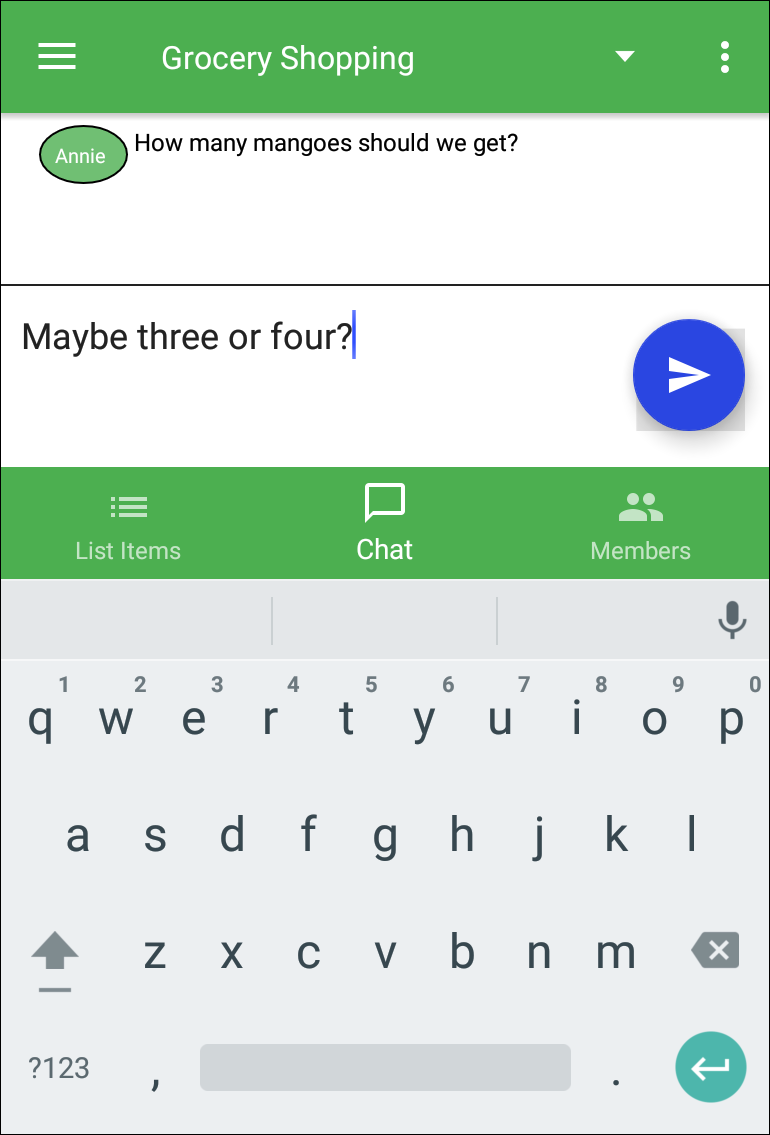 Grocery Shopping
Annie How many mangoes should we get?
Maybe three or four?
List Items Chat Members
1 2 3 4 5 6 7 8 9 0
q w e r t y u i o p
a s d f g h j k l
z x c v b n m
?123 , .